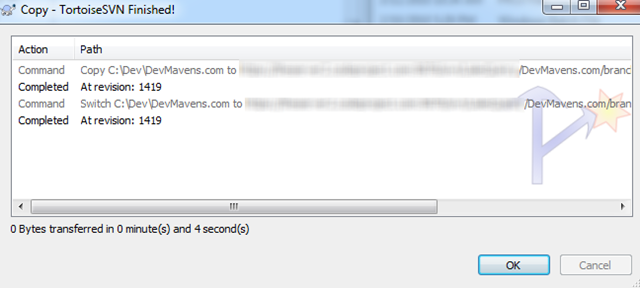 Copy - TortoiseSVN Finished!
Action Path
Command Copy C:\Dev\DevMavens.com to /DevMavens.com/branc
Completed At revision: 1419
Command Switch C:\Dev\DevMavens.com to /DevMavens.com/bran
Completed At revision: 1419
0 Bytes transferred in 0 minute(s) and 4 second(s)
OK Cancel